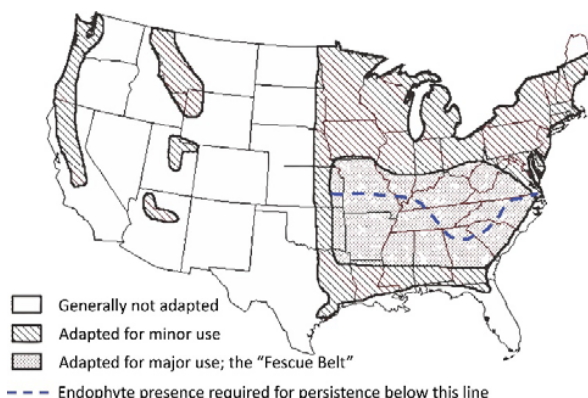 Generally not adapted
Adapted for minor use
Adapted for major use; the “Fescue Belt”
Endophyte presence required for persistence below this line